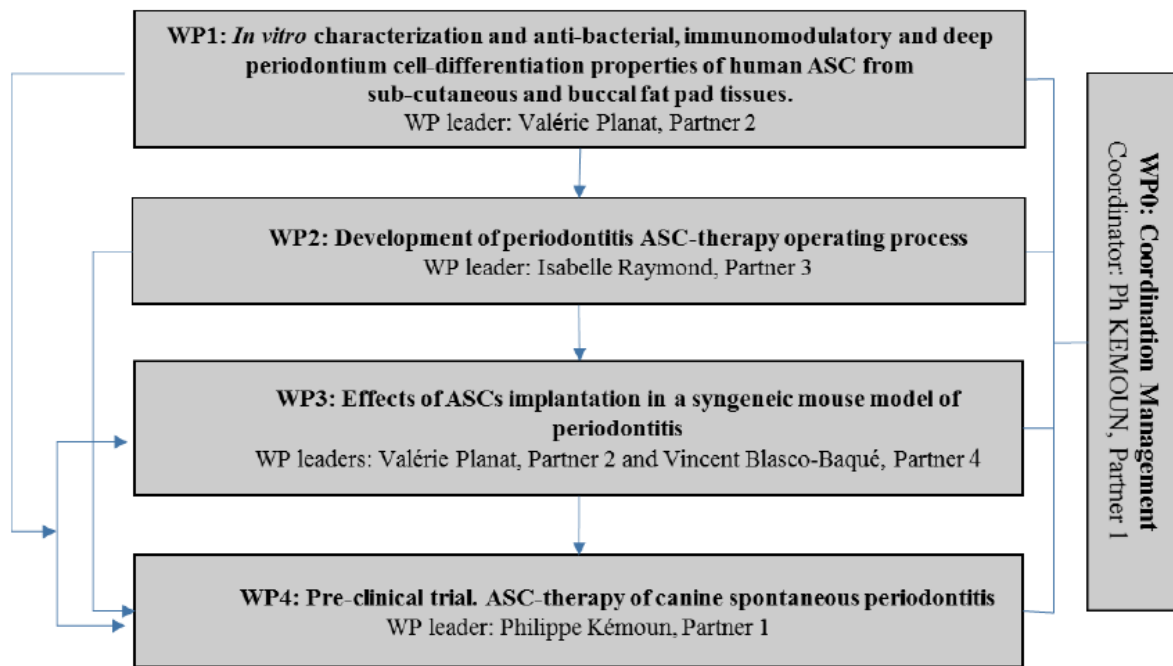 WP1: In vitro characterization and anti-bacterial, immunomodulatory and deep
periodontium cell-differentiation properties of human ASC from
sub-cutaneous and buccal fat pad tissues.
WP leader: Valérie Planat, Partner 2
WP2: Development of periodontitis ASC-therapy operating process
WP leader: Isabelle Raymond, Partner 3
WP3: Effects of ASCs implantation in a syngeneic mouse model of
periodontitis
WP leaders: Valérie Planat, Partner 2 and Vincent Blasco-Baqué, Partner 4
WP4: Pre-clinical trial. ASC-therapy of canine spontaneous periodontitis
WP leader: Philippe Kémoun, Partner 1
WP0: Coordination Management
Coordinator: Ph KEMOUN, Partner 1